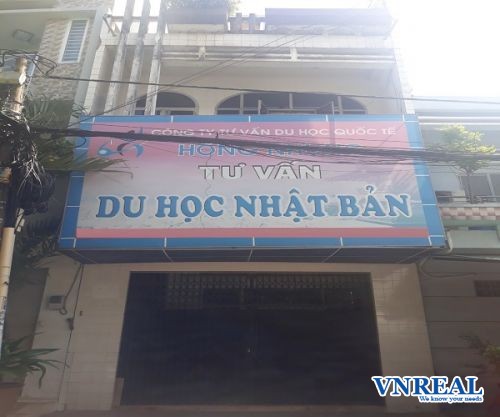 CÔNG TY TƯ VẤN DU HỌC QUỐC TẾ
HỒNG
TƯ VẤN
DU HỌC NHẬT BẢN
VNREAL
We know your needs